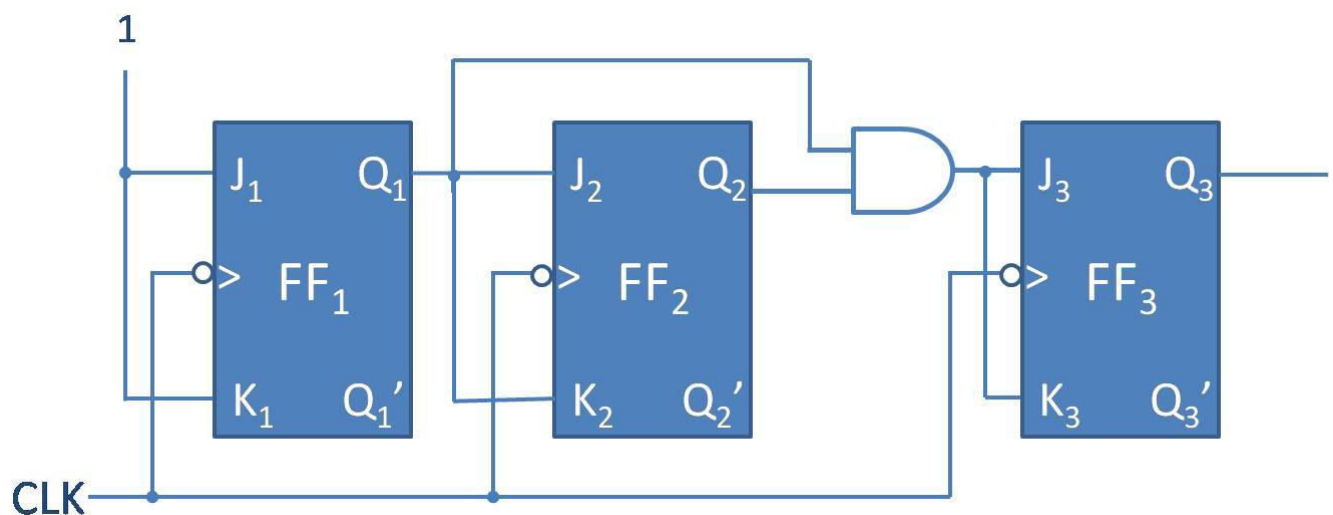 1
J₁ Q₁ J₂ Q₂ J₃ Q₃
> FF₁ > FF₂ > FF₃
K₁ Q₁’ K₂ Q₂’ K₃ Q₃’
CLK